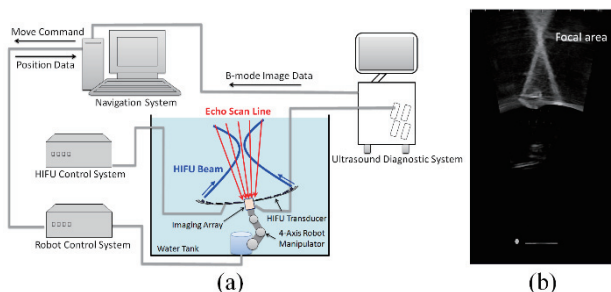 Move Command
Position Data
Navigation System
B-mode Image Data
Echo Scan Line
HIFU Beam
HIFU Control System
Ultrasound Diagnostic System
Imaging Array
HIFU Transducer
4-Axis Robot
Manipulator
Robot Control System
Water Tank
(a)
Focal area
(b)